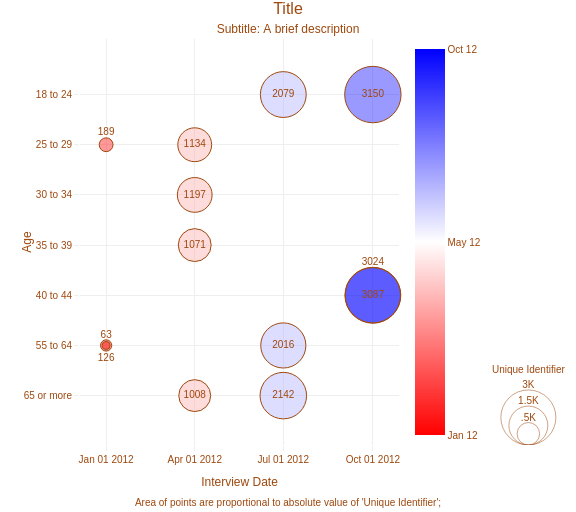 Title
Subtitle: A brief description
Oct 12
18 to 24
2079
3150
189
25 to 29
1134
30 to 34
1197
Age
35 to 39
1071
May 12
3024
40 to 44
63
55 to 64
2016
126
Unique Identifier
3K
1.5K
.5K
65 or more
1008
2142
Jan 12
Jan 01 2012
Apr 01 2012
Jul 01 2012
Oct 01 2012
Interview Date
Area of points are proportional to absolute value of 'Unique Identifier';